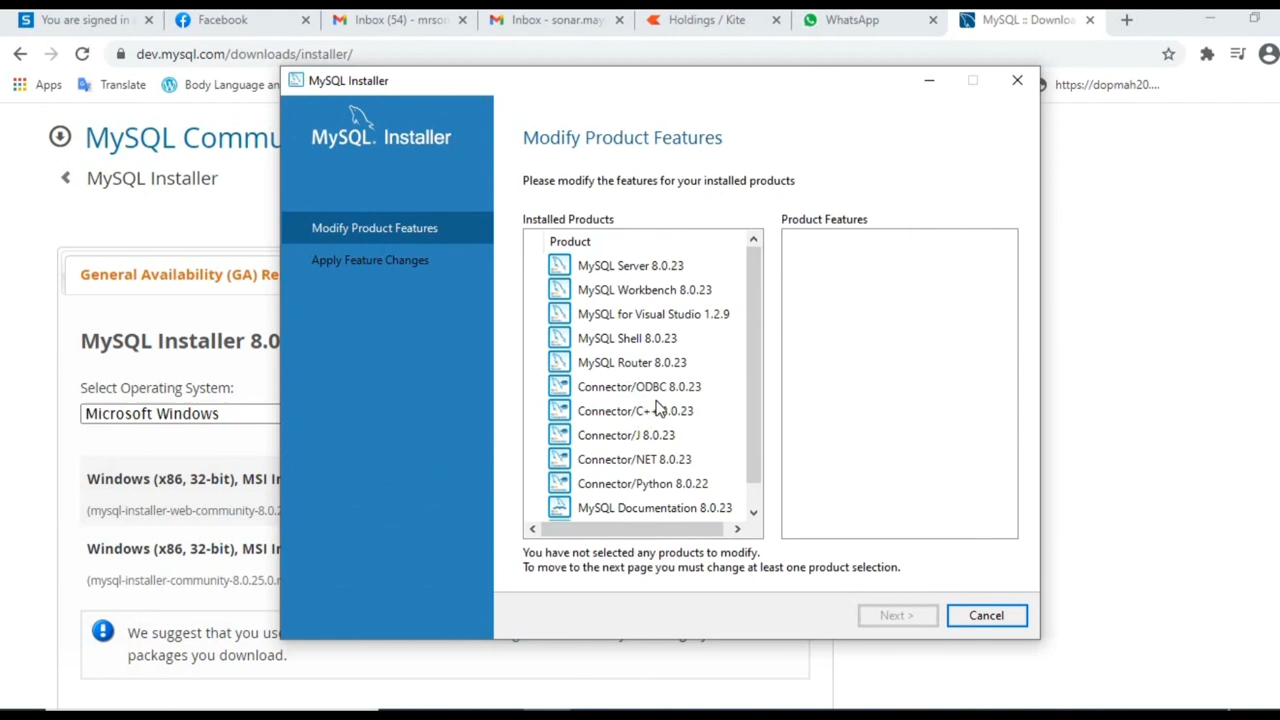 You are signed in
Facebook
Inbox (54) - mrson
Inbox - sonar.may
Holdings / Kite
WhatsApp
MySQL :: Downloa
dev.mysql.com/downloads/installer/
Apps
Translate
Body Language an
https://dopmah20....
MySQL Commu
MySQL Installer
General Availability (GA) Re
MySQL Installer 8.0
Select Operating System:
Microsoft Windows
Windows (x86, 32-bit), MSI In
(mysql-installer-web-community-8.0.2
Windows (x86, 32-bit), MSI In
(mysql-installer-community-8.0.25.0.m
We suggest that you use
packages you download.
MySQL Installer
MySQL. Installer
Modify Product Features
Apply Feature Changes
Modify Product Features
Please modify the features for your installed products
Installed Products
Product Features
Product
MySQL Server 8.0.23
MySQL Workbench 8.0.23
MySQL for Visual Studio 1.2.9
MySQL Shell 8.0.23
MySQL Router 8.0.23
Connector/ODBC 8.0.23
Connector/C++ 8.0.23
Connector/J 8.0.23
Connector/NET 8.0.23
Connector/Python 8.0.22
MySQL Documentation 8.0.23
You have not selected any products to modify.
To move to the next page you must change at least one product selection.
Next >
Cancel